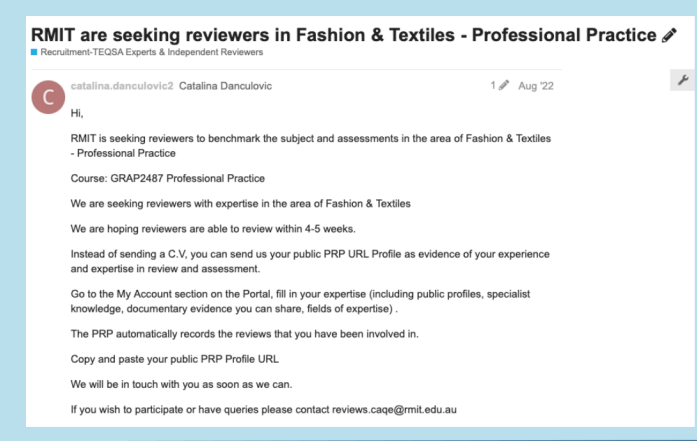 RMIT are seeking reviewers in Fashion & Textiles - Professional Practice
Recruitment-TEQSA Experts & Independent Reviewers
C
catalina.danculovic2 Catalina Danculovic 1 Aug '22
Hi,
RMIT is seeking reviewers to benchmark the subject and assessments in the area of Fashion & Textiles
- Professional Practice
Course: GRAP2487 Professional Practice
We are seeking reviewers with expertise in the area of Fashion & Textiles
We are hoping reviewers are able to review within 4-5 weeks.
Instead of sending a C.V, you can send us your public PRP URL Profile as evidence of your experience
and expertise in review and assessment.
Go to the My Account section on the Portal, fill in your expertise (including public profiles, specialist
knowledge, documentary evidence you can share, fields of expertise) .
The PRP automatically records the reviews that you have been involved in.
Copy and paste your public PRP Profile URL
We will be in touch with you as soon as we can.
If you wish to participate or have queries please contact reviews.caqe@rmit.edu.au